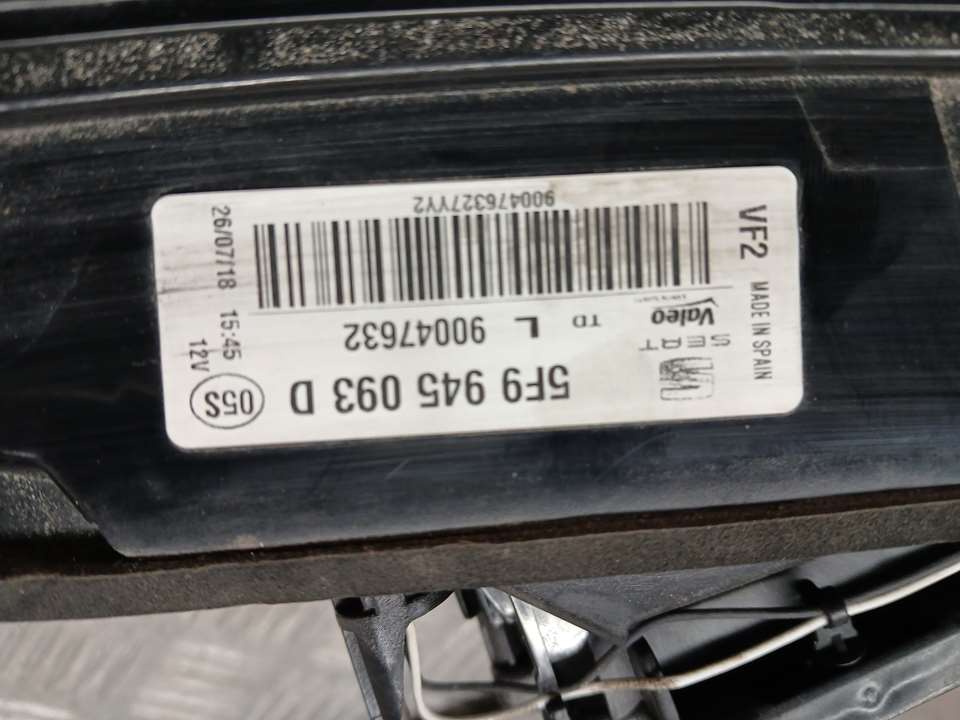 SEAT
5F9 945 093 D
Valeo
TD L 90047632
900476327YY2
VF2 MADE IN SPAIN
26/07/18 15:45
12V
05S